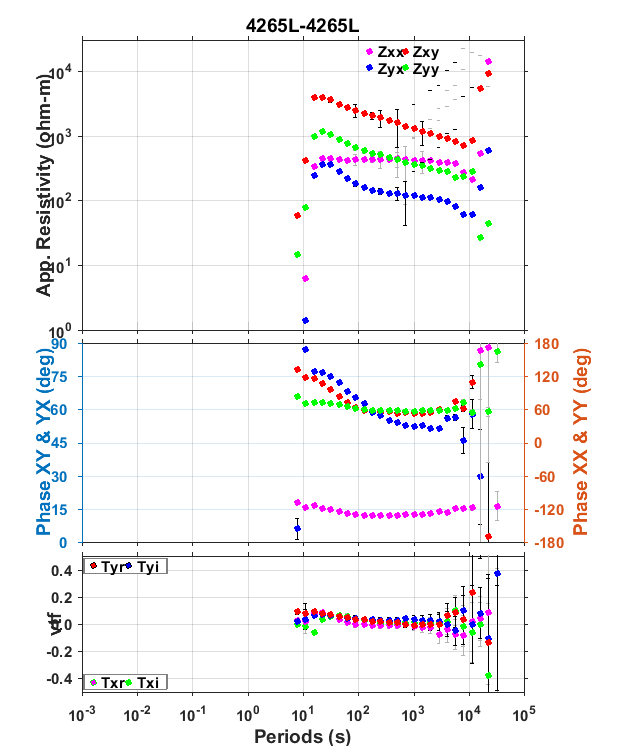 4265L-4265L
Zxx Zxy
Zyx Zyy
App. Resistivity (ohm-m)
10^4
10^3
10^2
10^1
10^0
Phase XY & YX (deg)
90
75
60
45
30
15
0
180
120
60
0
-60
-120
-180
Phase XX & YY (deg)
Tyr Tyi
vtf
0.4
0.2
0.0
-0.2
-0.4
Txr Txi
10^-3 10^-2 10^-1 10^0 10^1 10^2 10^3 10^4 10^5
Periods (s)